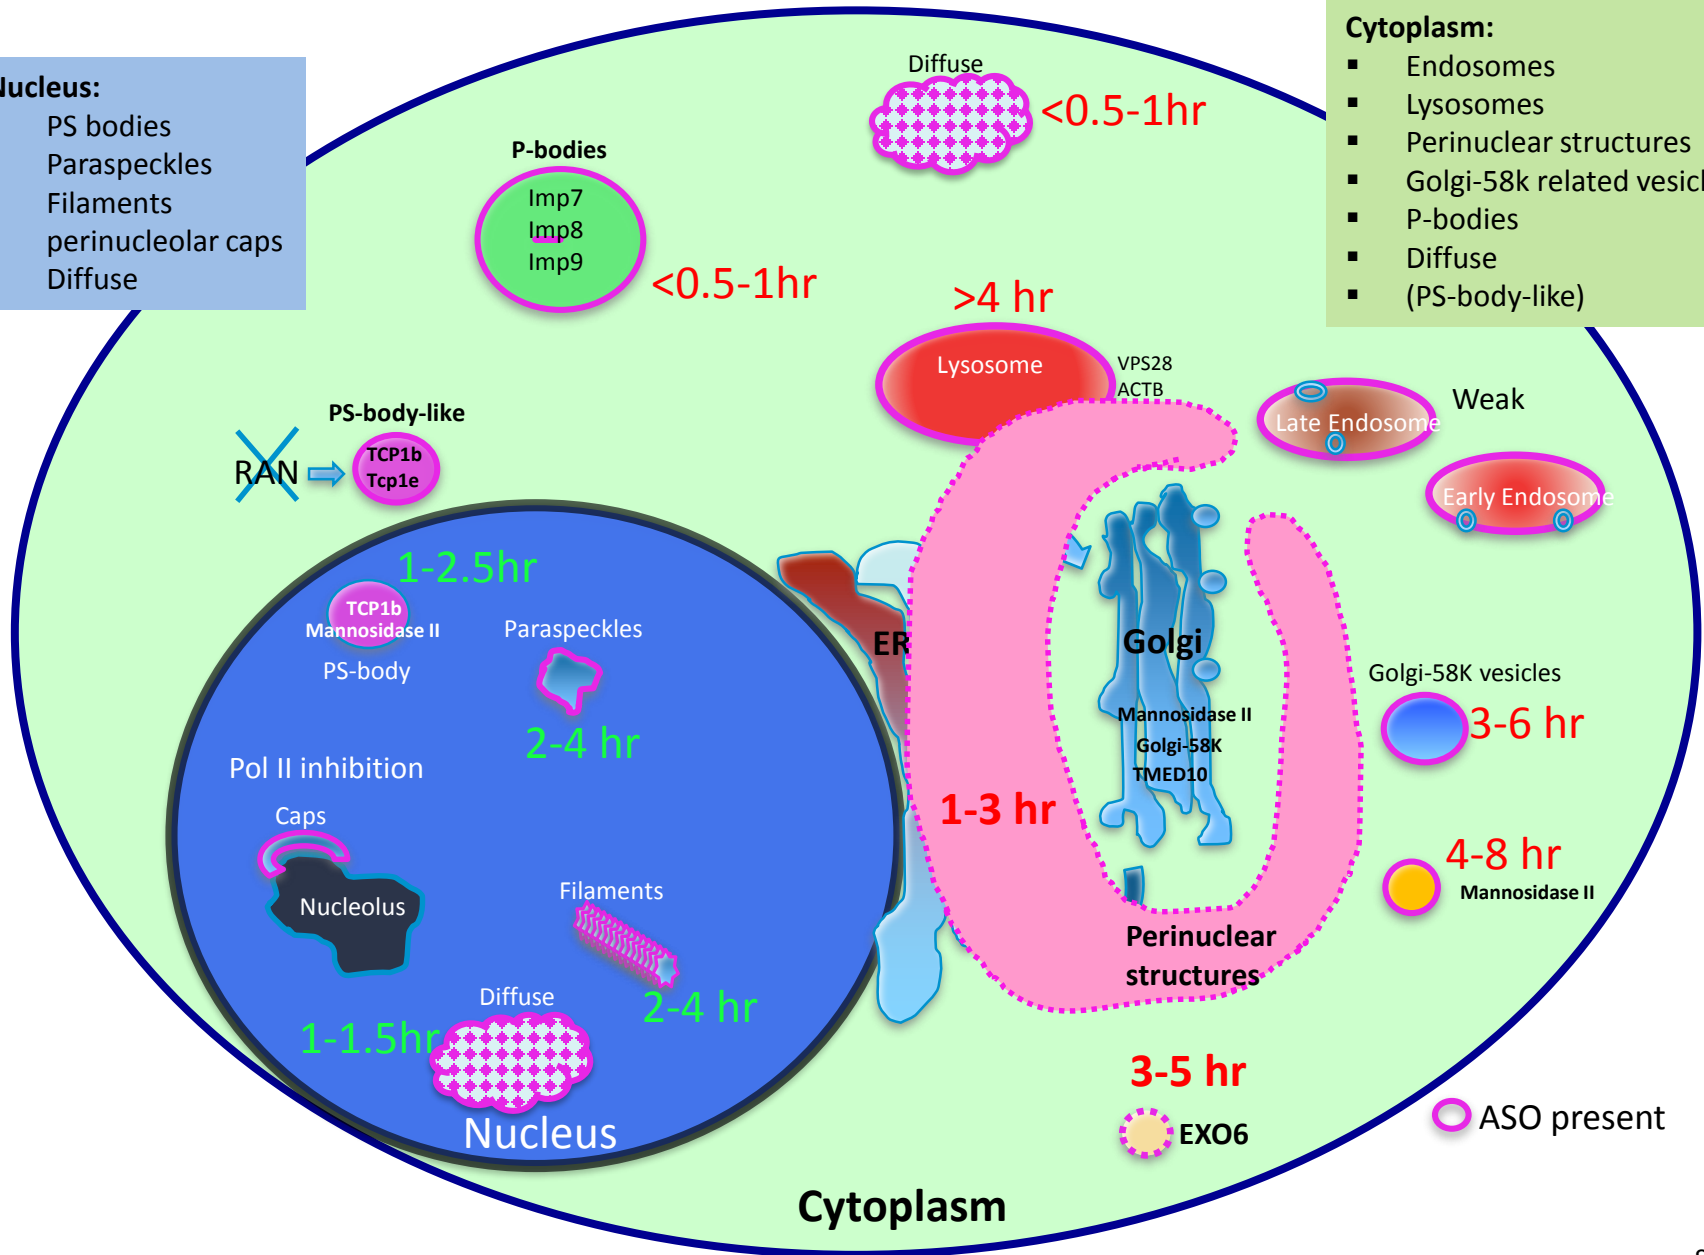 Nucleus:
PS bodies
Paraspeckles
Filaments
perinucleolar caps
Diffuse
Cytoplasm:
▪ Endosomes
▪ Lysosomes
▪ Perinuclear structures
▪ Golgi-58k related vesicl
▪ P-bodies
▪ Diffuse
▪ (PS-body-like)
Diffuse
<0.5-1hr
P-bodies
Imp7
Imp8
Imp9
<0.5-1hr
>4 hr
Lysosome
VPS28
ACTB
Late Endosome
Weak
Early Endosome
PS-body-like
RAN
TCP1b
Tcp1e
1-2.5hr
TCP1b
Mannosidase II
PS-body
Paraspeckles
2-4 hr
Pol II inhibition
Caps
Nucleolus
Filaments
2-4 hr
Diffuse
1-1.5hr
Nucleus
ER
Golgi
Mannosidase II
Golgi-58K
TMED10
1-3 hr
Perinuclear
structures
Golgi-58K vesicles
3-6 hr
4-8 hr
Mannosidase II
3-5 hr
EXO6
ASO present
Cytoplasm